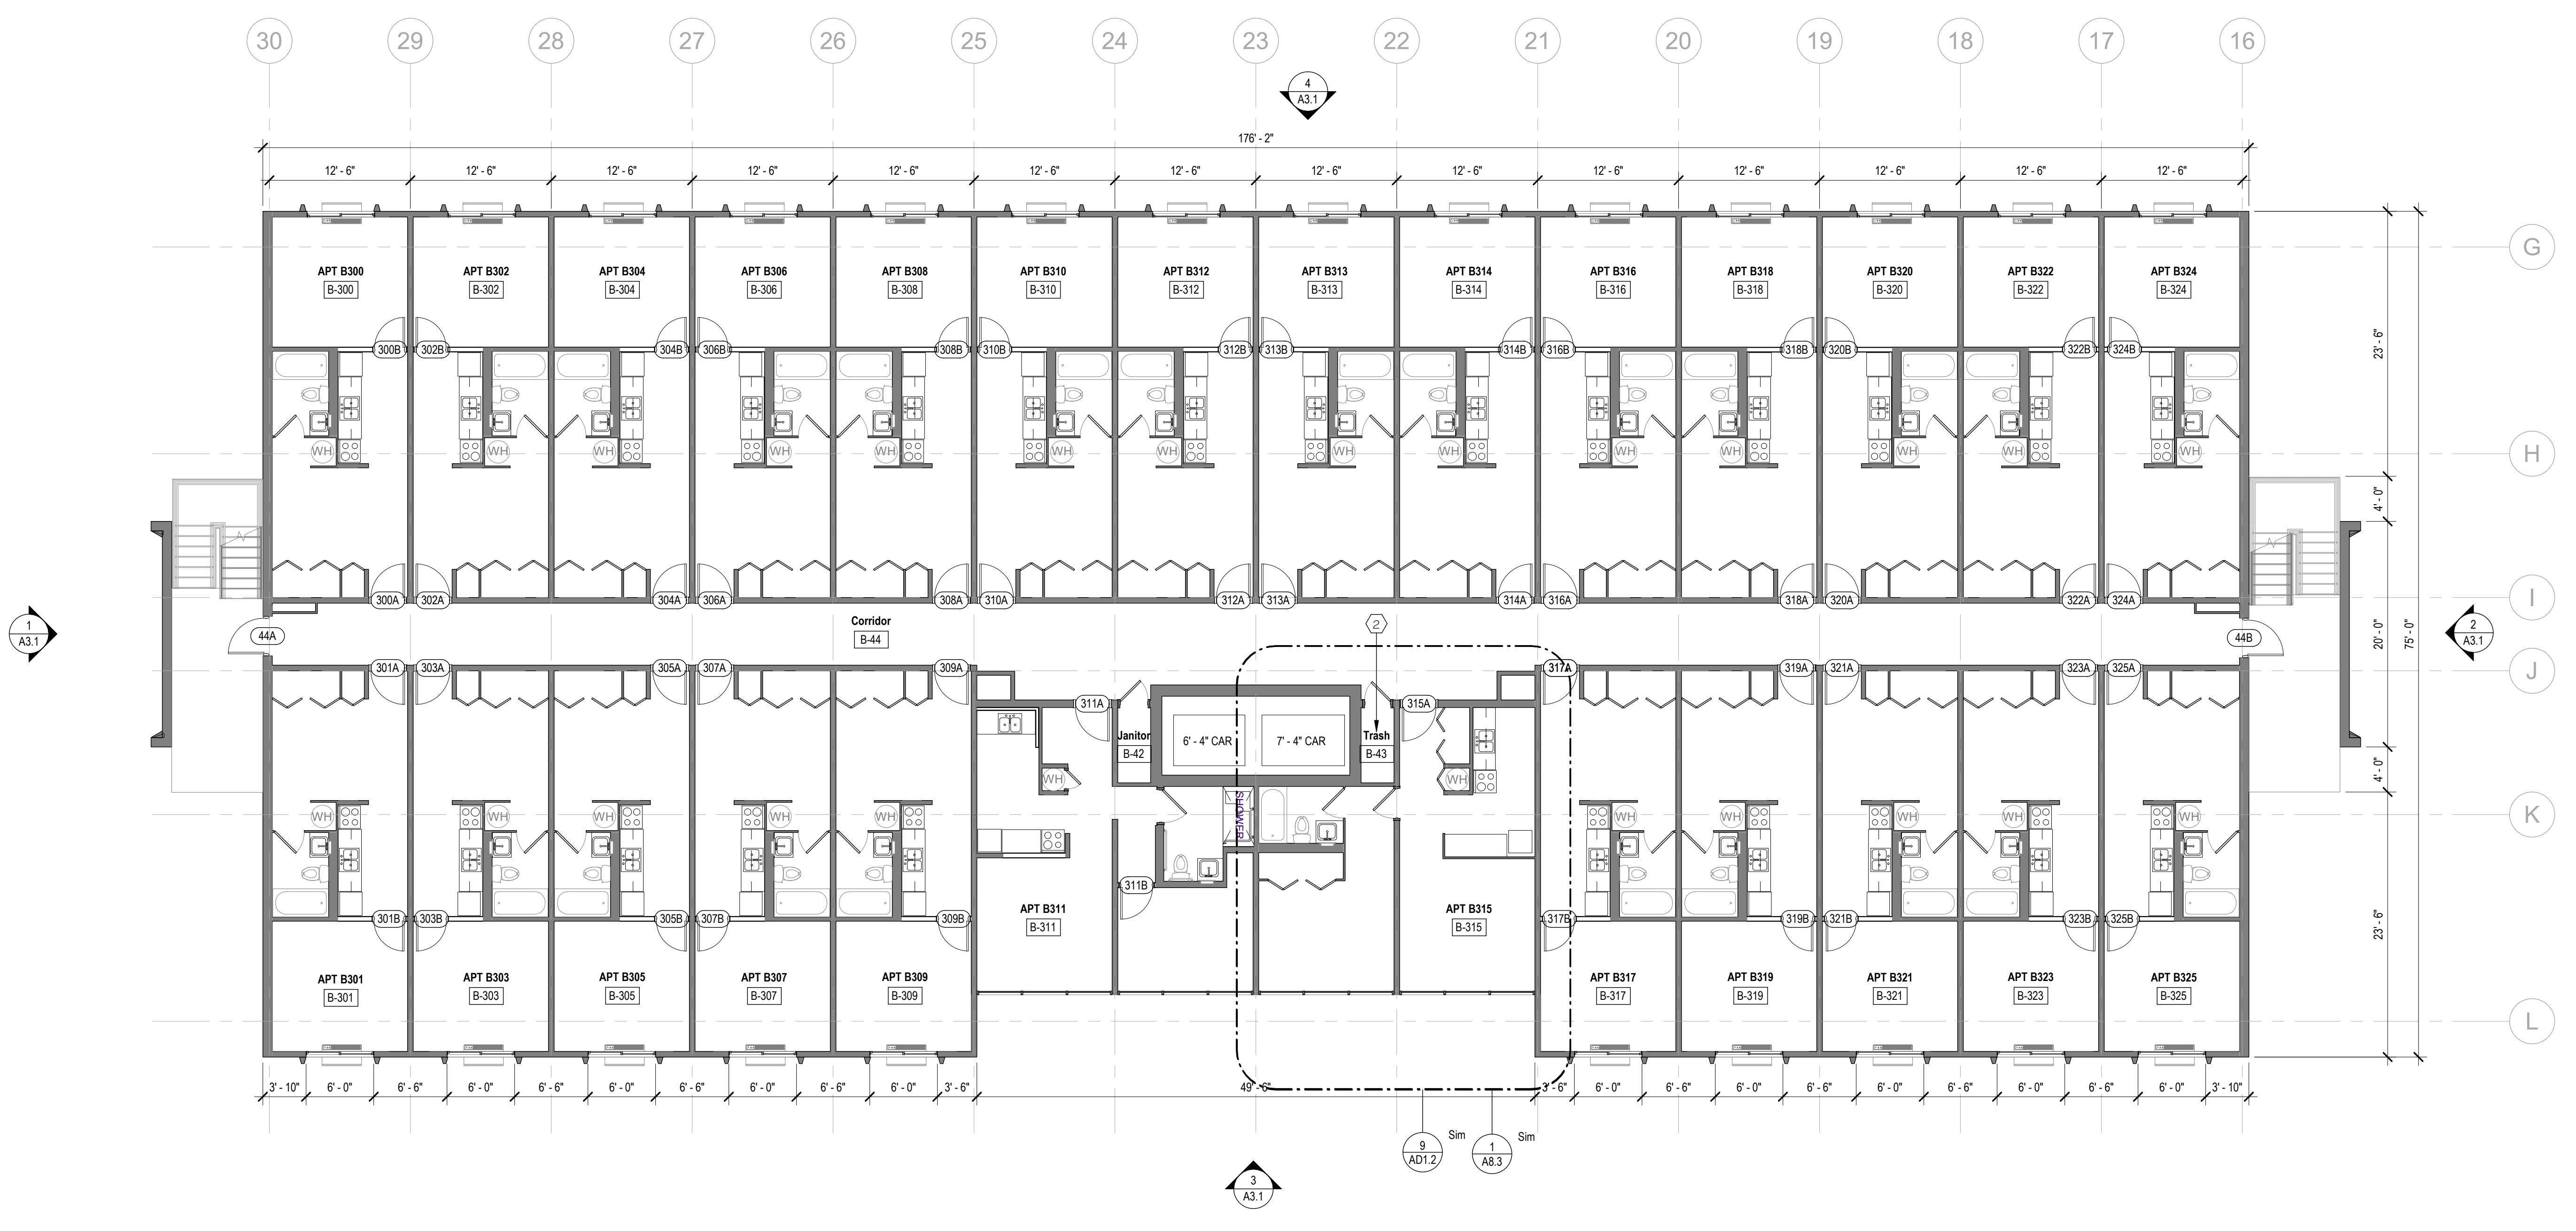 30 29 28 27 26 25 24 23 22 21 20 19 18 17 16
4
A3.1
176' - 2"
12' - 6" 12' - 6" 12' - 6" 12' - 6" 12' - 6" 12' - 6" 12' - 6" 12' - 6" 12' - 6" 12' - 6" 12' - 6" 12' - 6" 12' - 6" 12' - 6"
G
APT B300 APT B302 APT B304 APT B306 APT B308 APT B310 APT B312 APT B313 APT B314 APT B316 APT B318 APT B320 APT B322 APT B324
B-300 B-302 B-304 B-306 B-308 B-310 B-312 B-313 B-314 B-316 B-318 B-320 B-322 B-324
23' - 6"
300B 302B 304B 306B 308B 310B 312B 313B 314B 316B 318B 320B 322B 324B
WH WH WH WH WH WH WH WH WH WH WH WH WH WH
H
4' - 0"
300A 302A 304A 306A 308A 310A 312A 313A 314A 316A 318A 320A 322A 324A
I
1
A3.1
44A
Corridor
B-44
2
44B
2
A3.1
20' - 0"
75' - 0"
301A 303A 305A 307A 309A 317A 319A 321A 323A 325A
J
311A 315A
Janitor
B-42
6' - 4" CAR
7' - 4" CAR
Trash
B-43
WH WH
4' - 0"
SHOWER
WH WH WH WH WH WH WH WH WH WH
K
311B
301B 303B 305B 307B 309B 317B 319B 321B 323B 325B
APT B311 APT B315
B-311 B-315
23' - 6"
APT B301 APT B303 APT B305 APT B307 APT B309 APT B317 APT B319 APT B321 APT B323 APT B325
B-301 B-303 B-305 B-307 B-309 B-317 B-319 B-321 B-323 B-325
L
3' - 10" 6' - 0" 6' - 6" 6' - 0" 6' - 6" 6' - 0" 6' - 6" 6' - 0" 6' - 6" 6' - 0" 3' - 6" 49' - 6" 3' - 6" 6' - 0" 6' - 6" 6' - 0" 6' - 6" 6' - 0" 6' - 6" 6' - 0" 6' - 6" 6' - 0" 3' - 10"
9
AD1.2
Sim
1
A8.3
Sim
3
A3.1